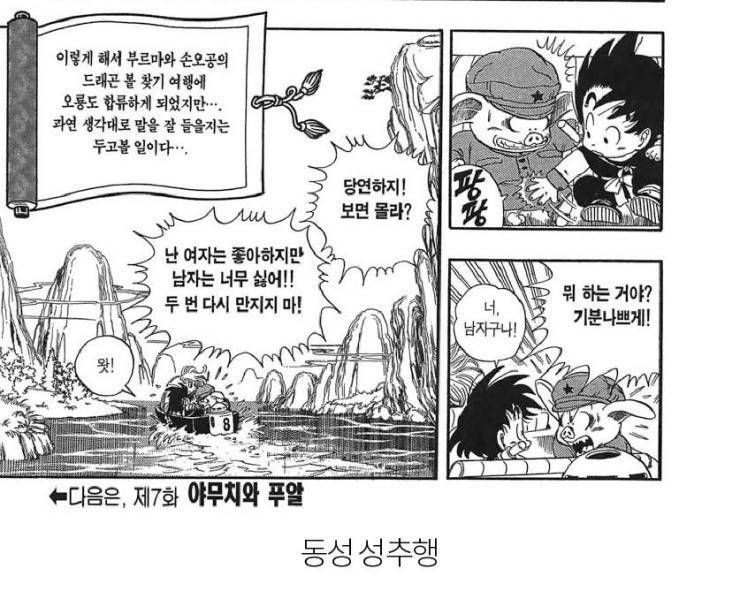 팡
팡
뭐 하는 거야?
기분나쁘게!
너,
남자구나!
당연하지!
보면 몰라?
난 여자는 좋아하지만
남자는 너무 싫어!!
두 번 다시 만지지 마!
왓!
8
이렇게 해서 부르마와 손오공의
드래곤 볼 찾기 여행에
오룡도 합류하게 되었지만….
과연 생각대로 말을 잘 들을지는
두고볼 일이다….
←다음은, 제7화 야무치와 푸알
동성 성추행